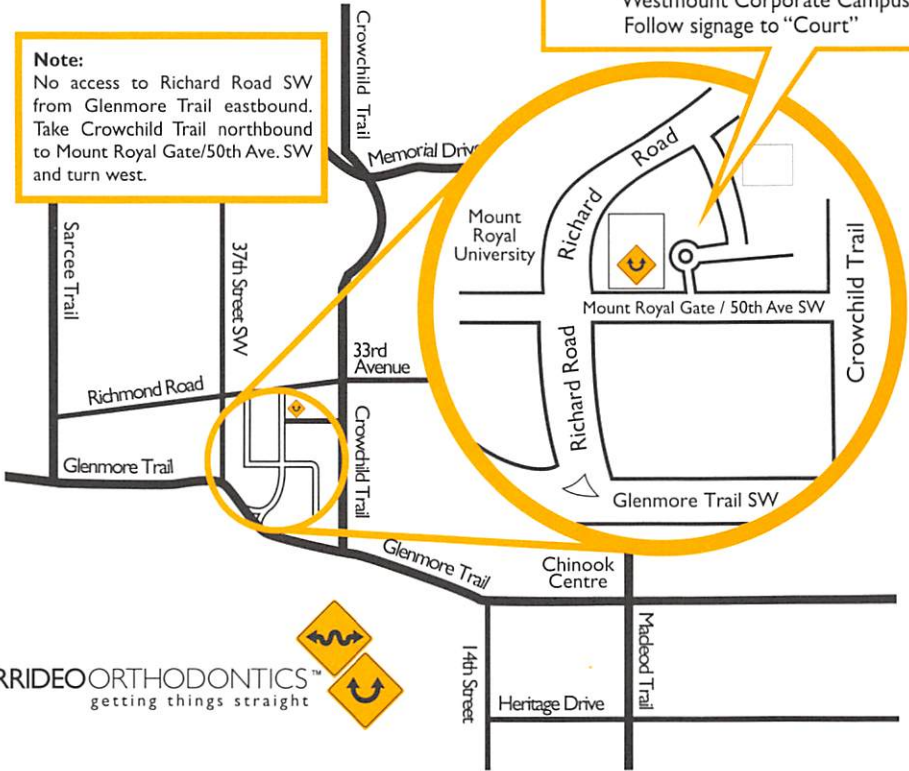 Westmount Corporate Campus
Follow signage to “Court”
Note:
No access to Richard Road SW
from Glenmore Trail eastbound.
Take Crowchild Trail northbound
to Mount Royal Gate/50th Ave. SW
and turn west.
Crowchild Trail
Memorial Drive
Sarcee Trail
37th Street SW
33rd
Avenue
Richmond Road
Glenmore Trail
Crowchild Trail
Mount
Royal
University
Richard Road
Mount Royal Gate / 50th Ave SW
Crowchild Trail
Richard Road
Glenmore Trail SW
Glenmore Trail
Chinook
Centre
14th Street
Macleod Trail
Heritage Drive
RRIDEOORTHODONTICS™
getting things straight